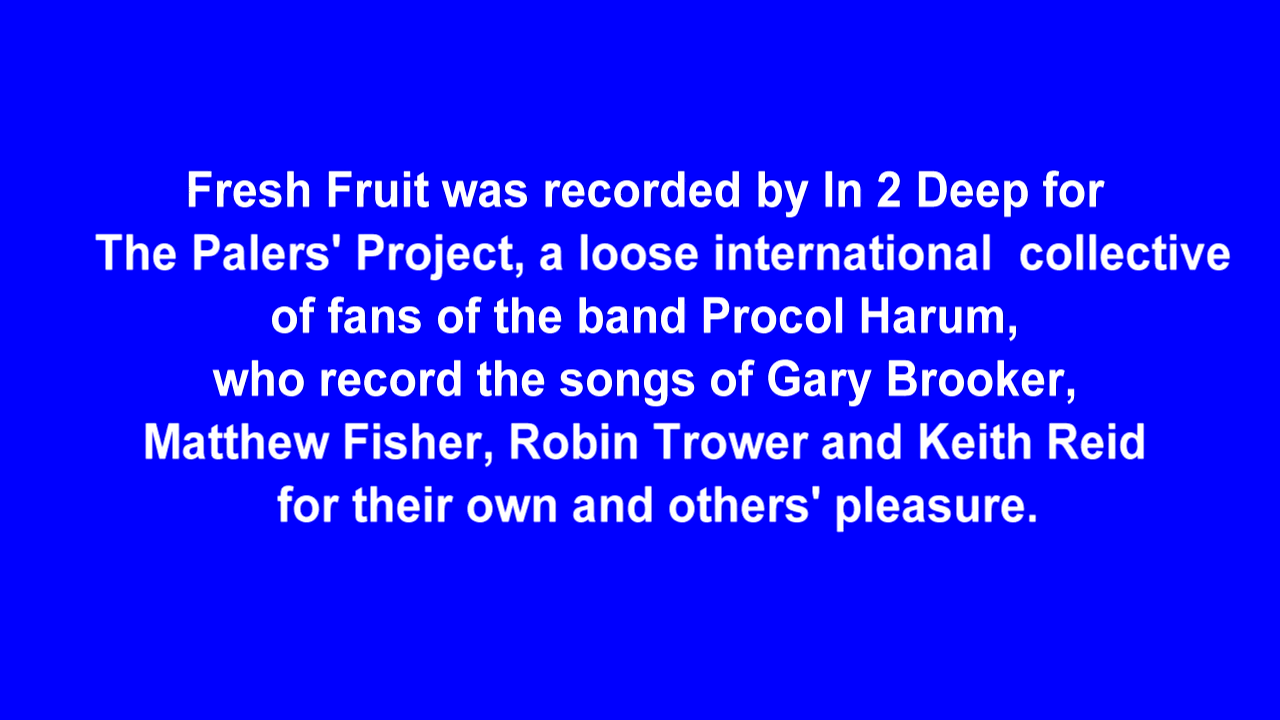 Fresh Fruit was recorded by In 2 Deep for
The Palers' Project, a loose international  collective
of fans of the band Procol Harum,
who record the songs of Gary Brooker,
Matthew Fisher, Robin Trower and Keith Reid
for their own and others' pleasure.